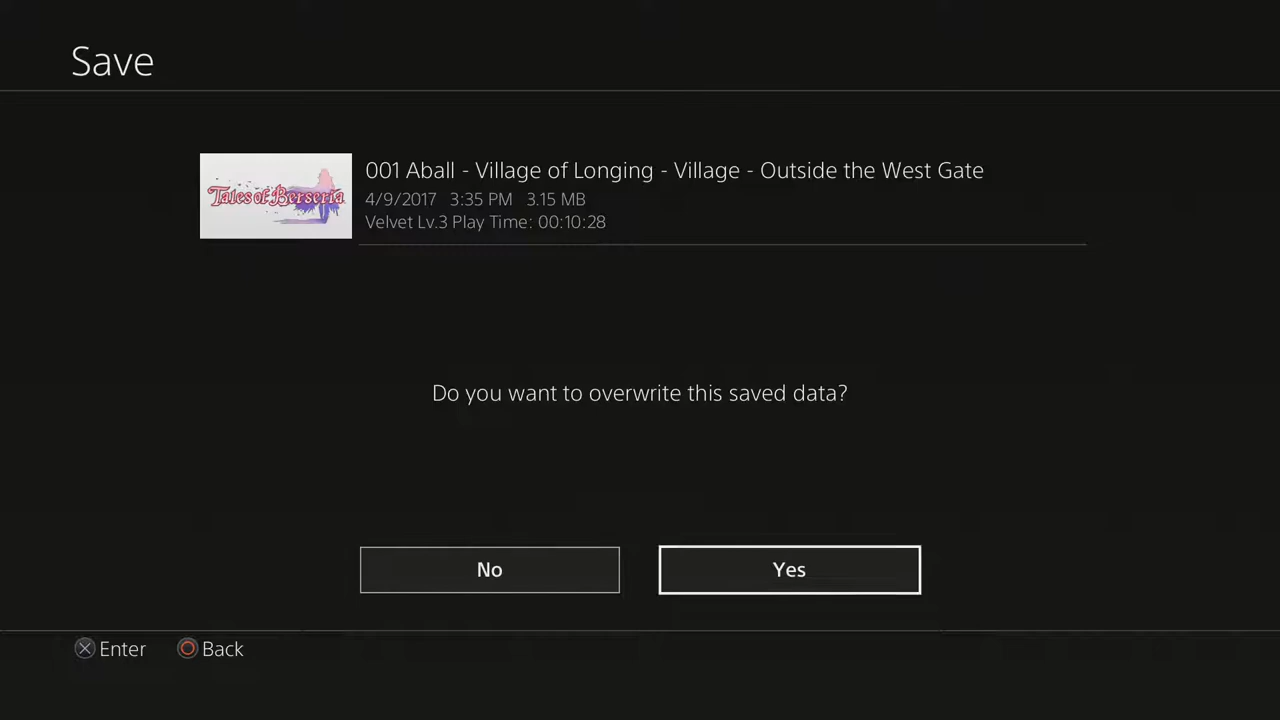 Save
Tales of Berseria
001 Aball - Village of Longing - Village - Outside the West Gate
4/9/2017 3:35 PM 3.15 MB
Velvet Lv.3 Play Time: 00:10:28
Do you want to overwrite this saved data?
No
Yes
Enter
Back